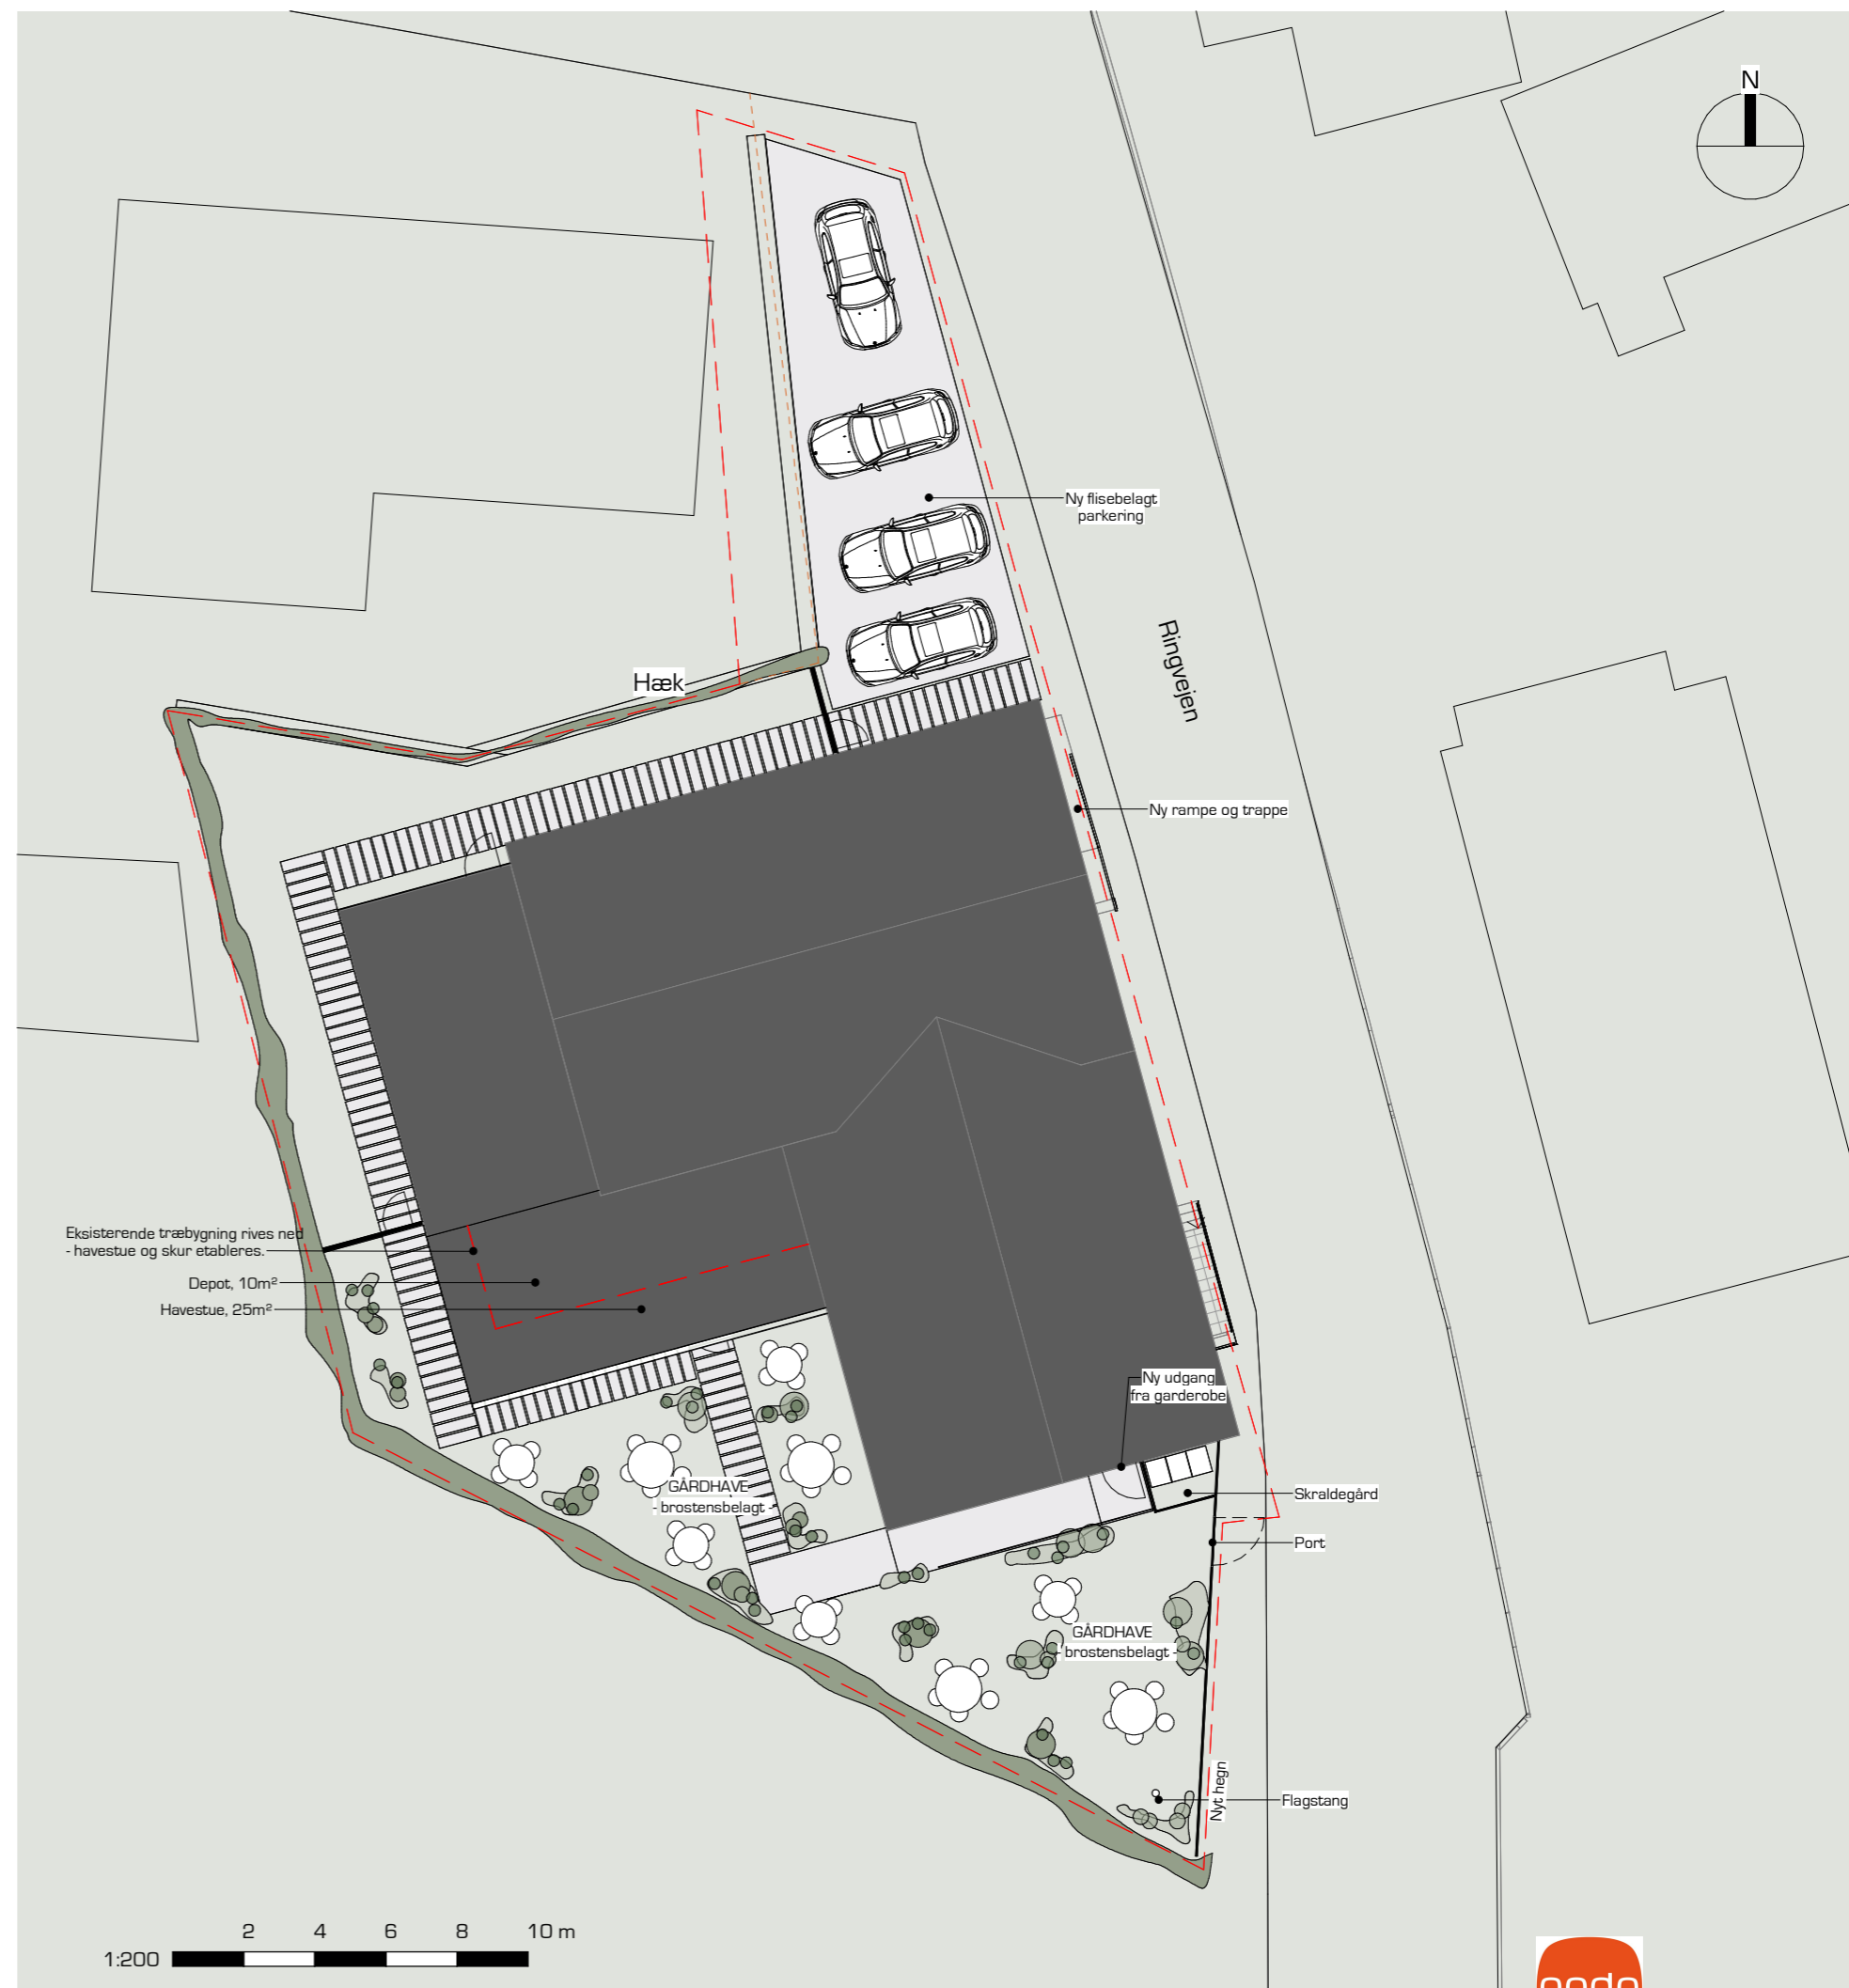 N
Ny flisebelagt
parkering
Ringvejen
Hæk
Ny rampe og trappe
Eksisterende træbygning rives ned
- havestue og skur etableres.
Depot, 10m²
Havestue, 25m²
Ny udgang
fra garderobe
GÅRDHAVE
- brostensbelagt -
Skraldegård
Port
GÅRDHAVE
- brostensbelagt -
Nyt hegn
Flagstang
2 4 6 8 10 m
1:200